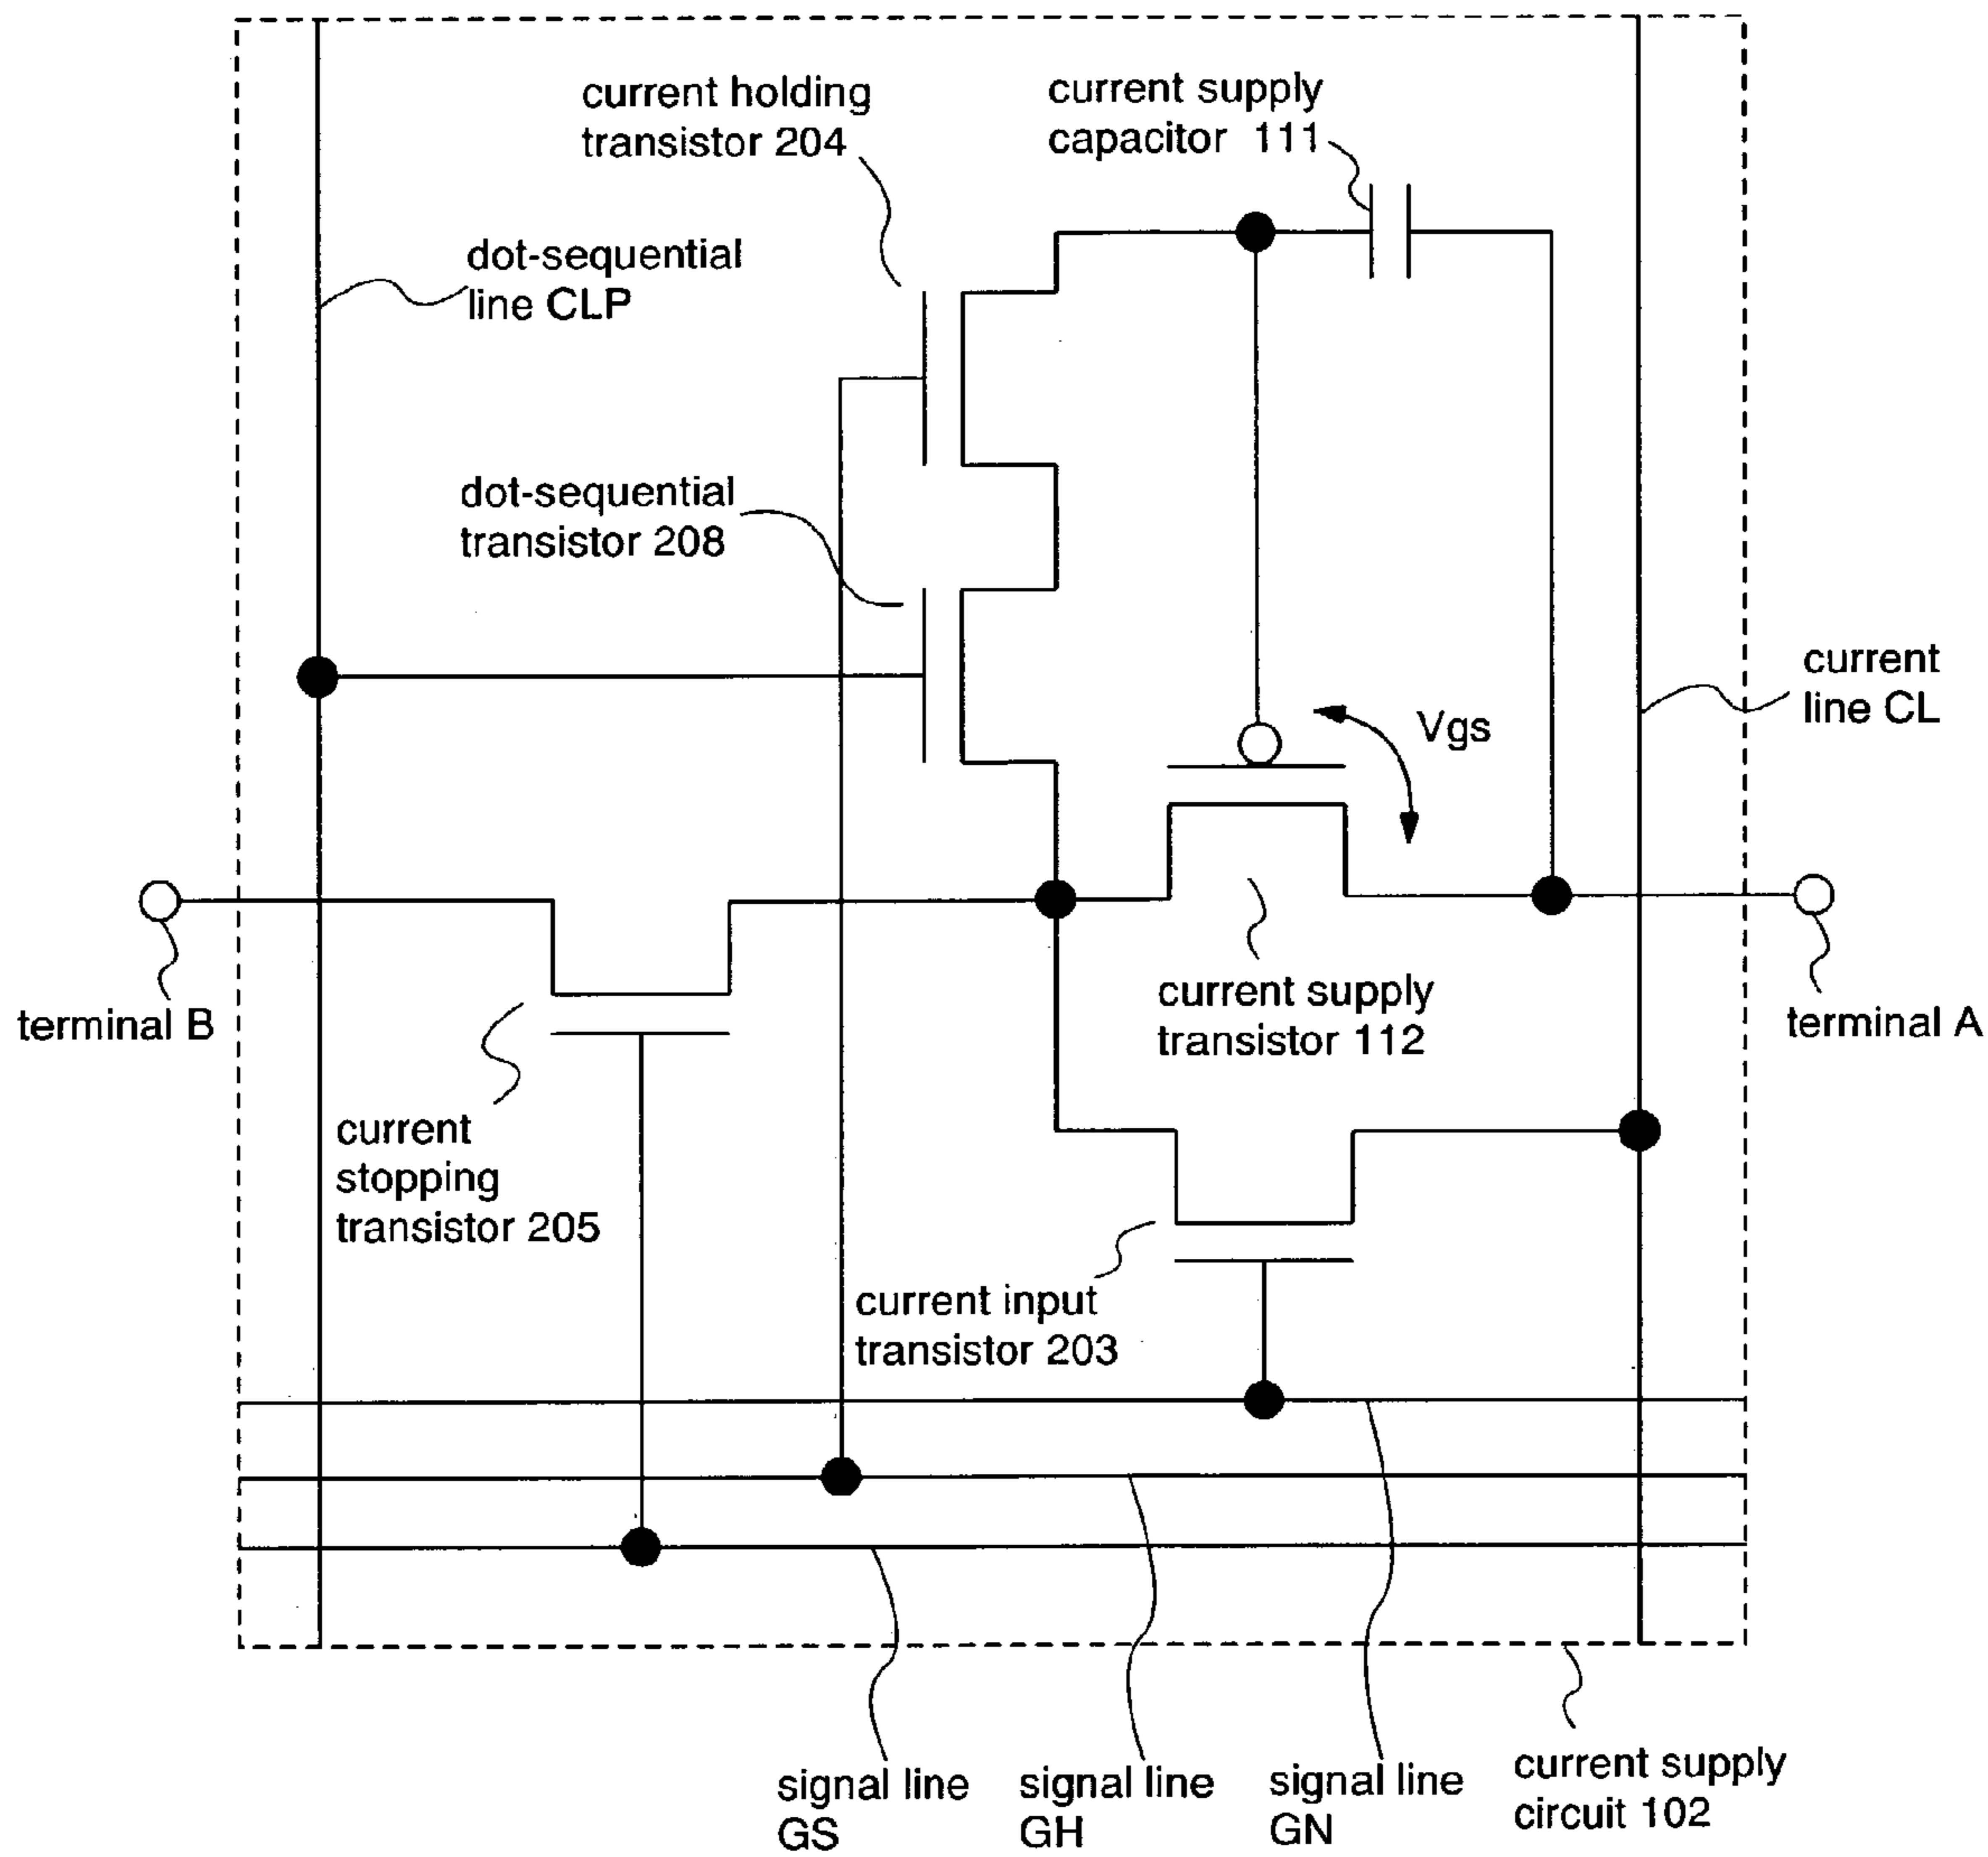 current holding
transistor 204
current supply
capacitor 111
dot-sequential
line CLP
dot-sequential
transistor 208
current
line CL
Vgs
terminal B
current supply
transistor 112
terminal A
current
stopping
transistor 205
current input
transistor 203
signal line
GS
signal line
GH
signal line
GN
current supply
circuit 102